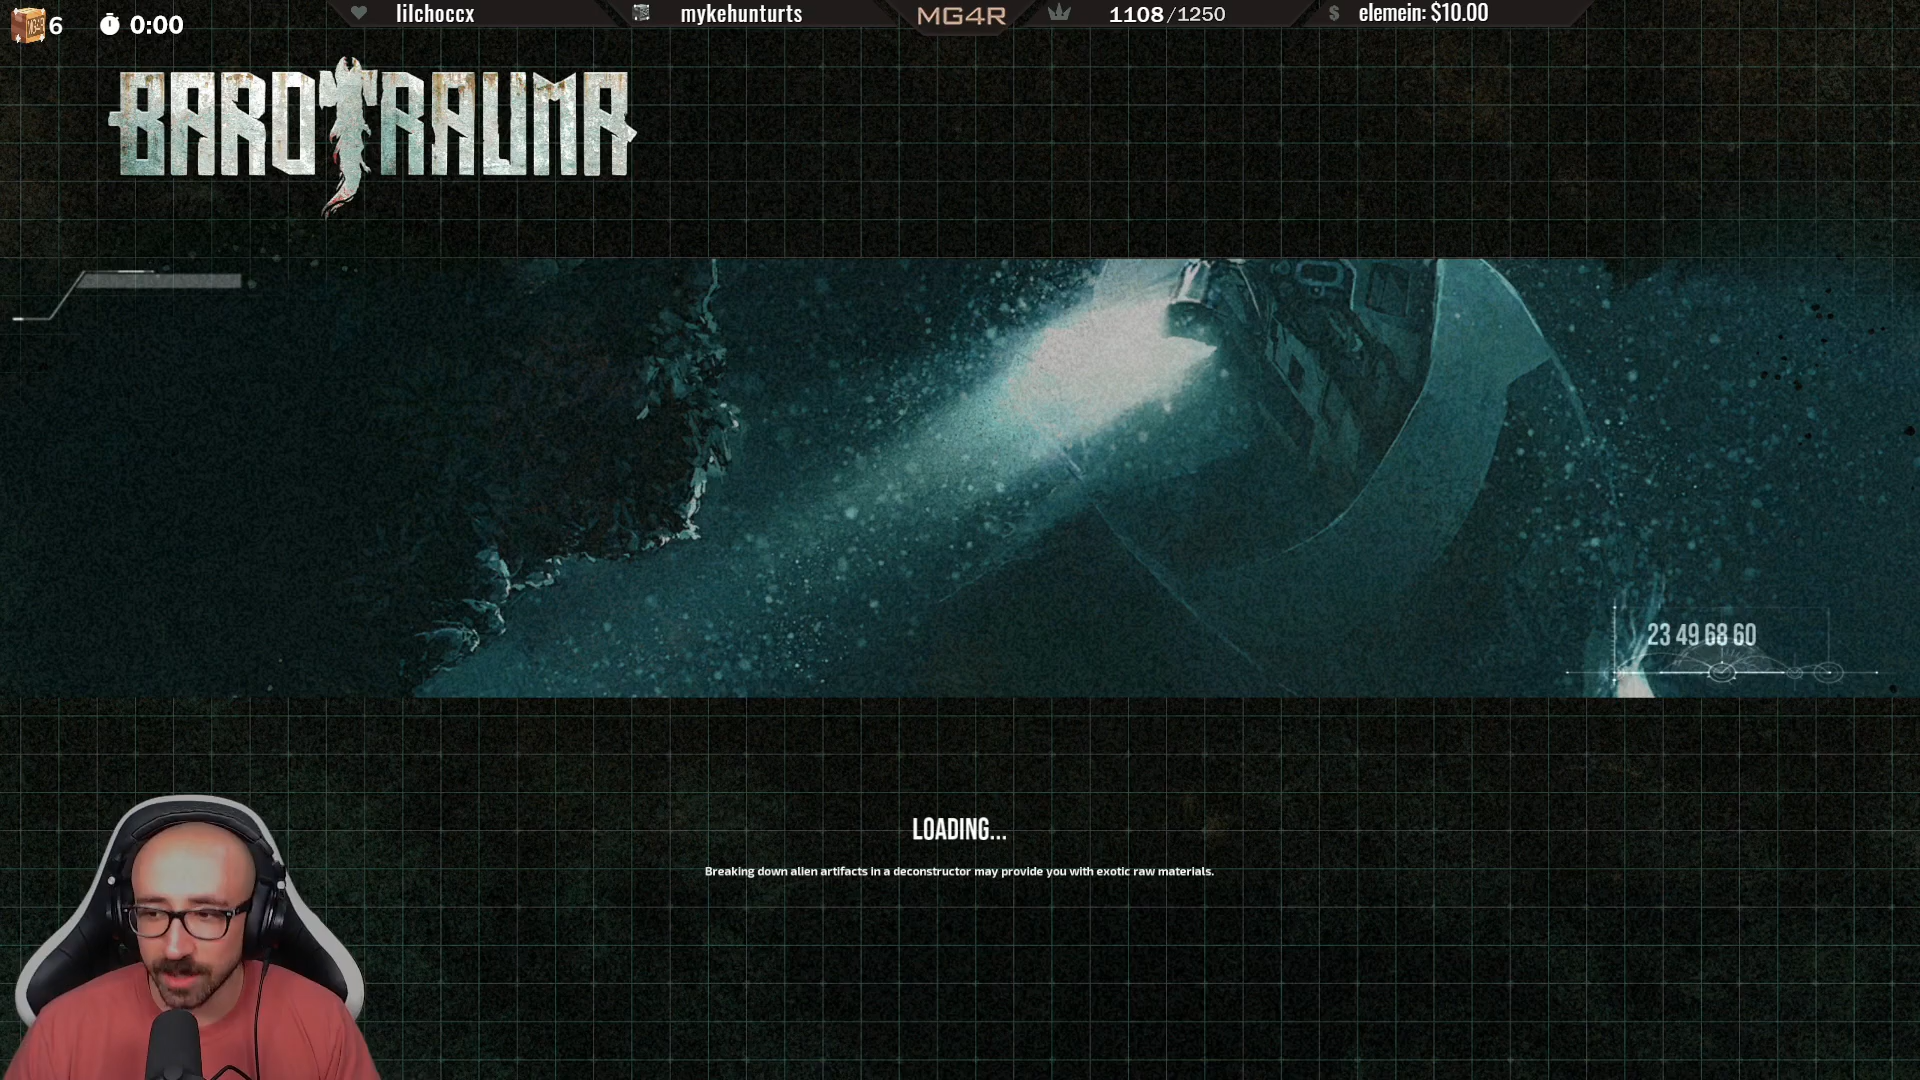 6
0:00
lilchoccx
mykehunturts
MG4R
1108/1250
elemein: $10.00
BAROTRAUMA
23 49 68 60
LOADING...
Breaking down alien artifacts in a deconstructor may provide you with exotic raw materials.